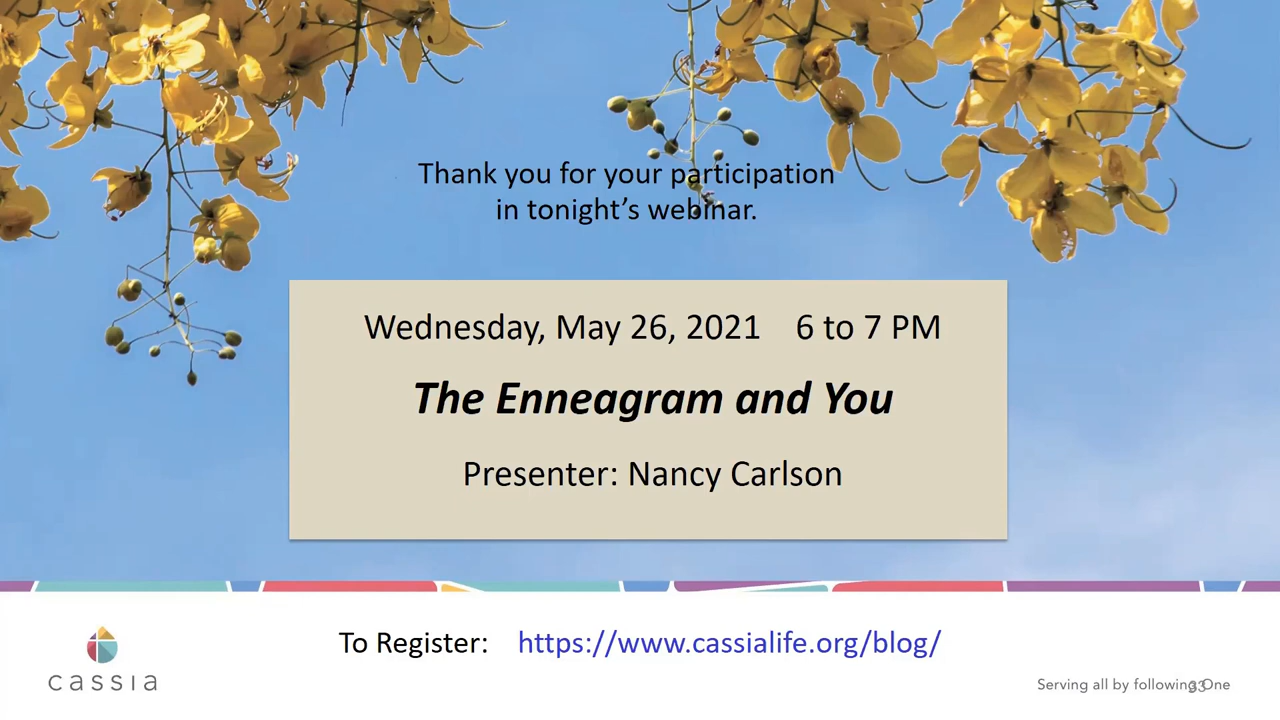 Thank you for your participation
in tonight’s webinar.
Wednesday, May 26, 2021 6 to 7 PM
The Enneagram and You
Presenter: Nancy Carlson
To Register: https://www.cassialife.org/blog/
cassia
Serving all by following One
33